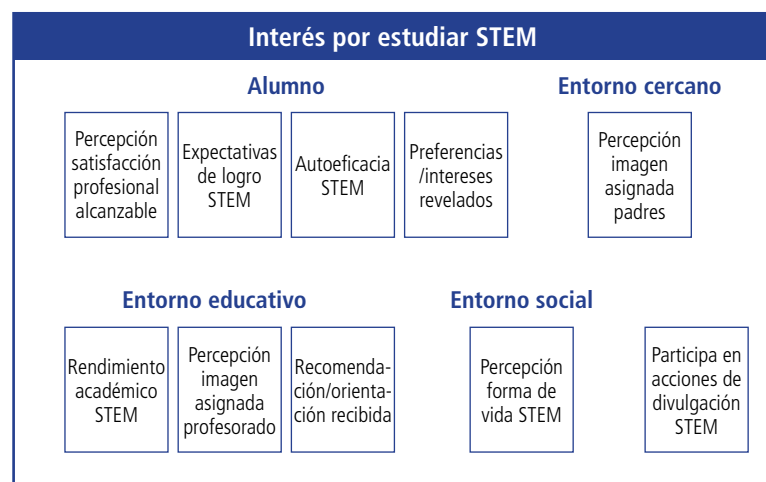 Interés por estudiar STEM
Alumno
Percepción
satisfacción
profesional
alcanzable
Expectativas
de logro
STEM
Autoeficacia
STEM
Preferencias
/intereses
revelados
Entorno cercano
Percepción
imagen
asignada
padres
Entorno educativo
Rendimiento
académico
STEM
Percepción
imagen
asignada
profesorado
Recomenda-
ción/orienta-
ción recibida
Entorno social
Percepción
forma de
vida STEM
Participa en
acciones de
divulgación
STEM